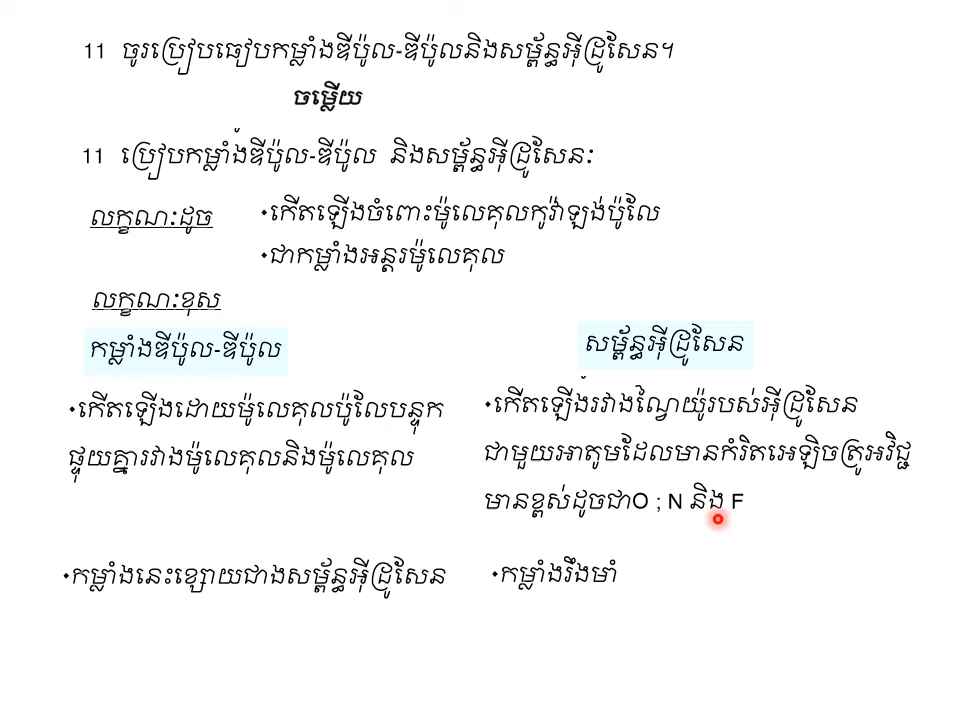 11 ចូរប្រៀបធៀបកម្លាំងឌីប៉ូល-ឌីប៉ូលនិងសម្ព័ន្ធអ៊ីដ្រូសែន។
ចម្លើយ
11 ប្រៀបកម្លាំងឌីប៉ូល-ឌីប៉ូល និងសម្ព័ន្ធអ៊ីដ្រូសែនៈ
លក្ខណៈដូច
•កើតឡើងចំពោះម៉ូលេគុលកូវ៉ាឡង់ប៉ូលែ
•ជាកម្លាំងអន្តរម៉ូលេគុល
លក្ខណៈខុស
កម្លាំងឌីប៉ូល-ឌីប៉ូល
•កើតឡើងដោយម៉ូលេគុលប៉ូលែបន្ទុក
ផ្ទុយគ្នារវាងម៉ូលេគុលនិងម៉ូលេគុល
•កម្លាំងនេះខ្សោយជាងសម្ព័ន្ធអ៊ីដ្រូសែន
សម្ព័ន្ធអ៊ីដ្រូសែន
•កើតឡើងរវាងណ្វៃយ៉ូរបស់អ៊ីដ្រូសែន
ជាមួយអាតូមដែលមានកំរិតអេឡិចត្រូអវិជ្ជ
មានខ្ពស់ដូចជាO ; N និង F
•កម្លាំងរឹងមាំ